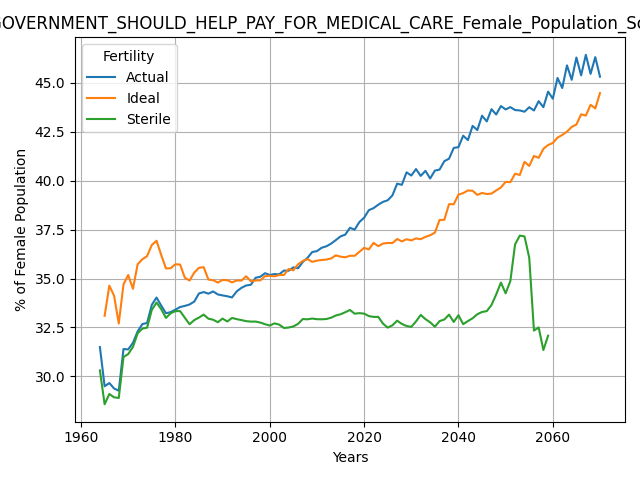 GOVERNMENT_SHOULD_HELP_PAY_FOR_MEDICAL_CARE_Female_Population_Sc
Fertility
Actual
Ideal
Sterile
45.0
42.5
40.0
37.5
35.0
32.5
30.0
% of Female Population
1960 1980 2000 2020 2040 2060
Years